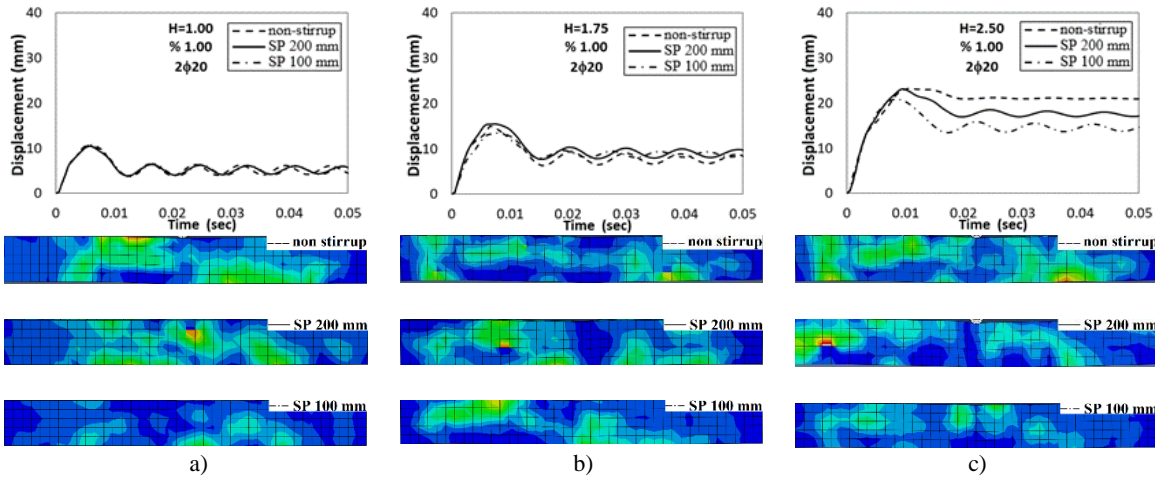 H=1.00
% 1.00
2ϕ20
non-stirrup
SP 200 mm
SP 100 mm
Displacement (mm)
40
30
20
10
0
0 0.01 0.02 0.03 0.04 0.05
Time (sec)
non stirrup
SP 200 mm
SP 100 mm
a)
H=1.75
% 1.00
2ϕ20
non-stirrup
SP 200 mm
SP 100 mm
Displacement (mm)
40
30
20
10
0
0 0.01 0.02 0.03 0.04 0.05
Time (sec)
non stirrup
SP 200 mm
SP 100 mm
b)
H=2.50
% 1.00
2ϕ20
non-stirrup
SP 200 mm
SP 100 mm
Displacement (mm)
40
30
20
10
0
0 0.01 0.02 0.03 0.04 0.05
Time (sec)
non stirrup
SP 200 mm
SP 100 mm
c)